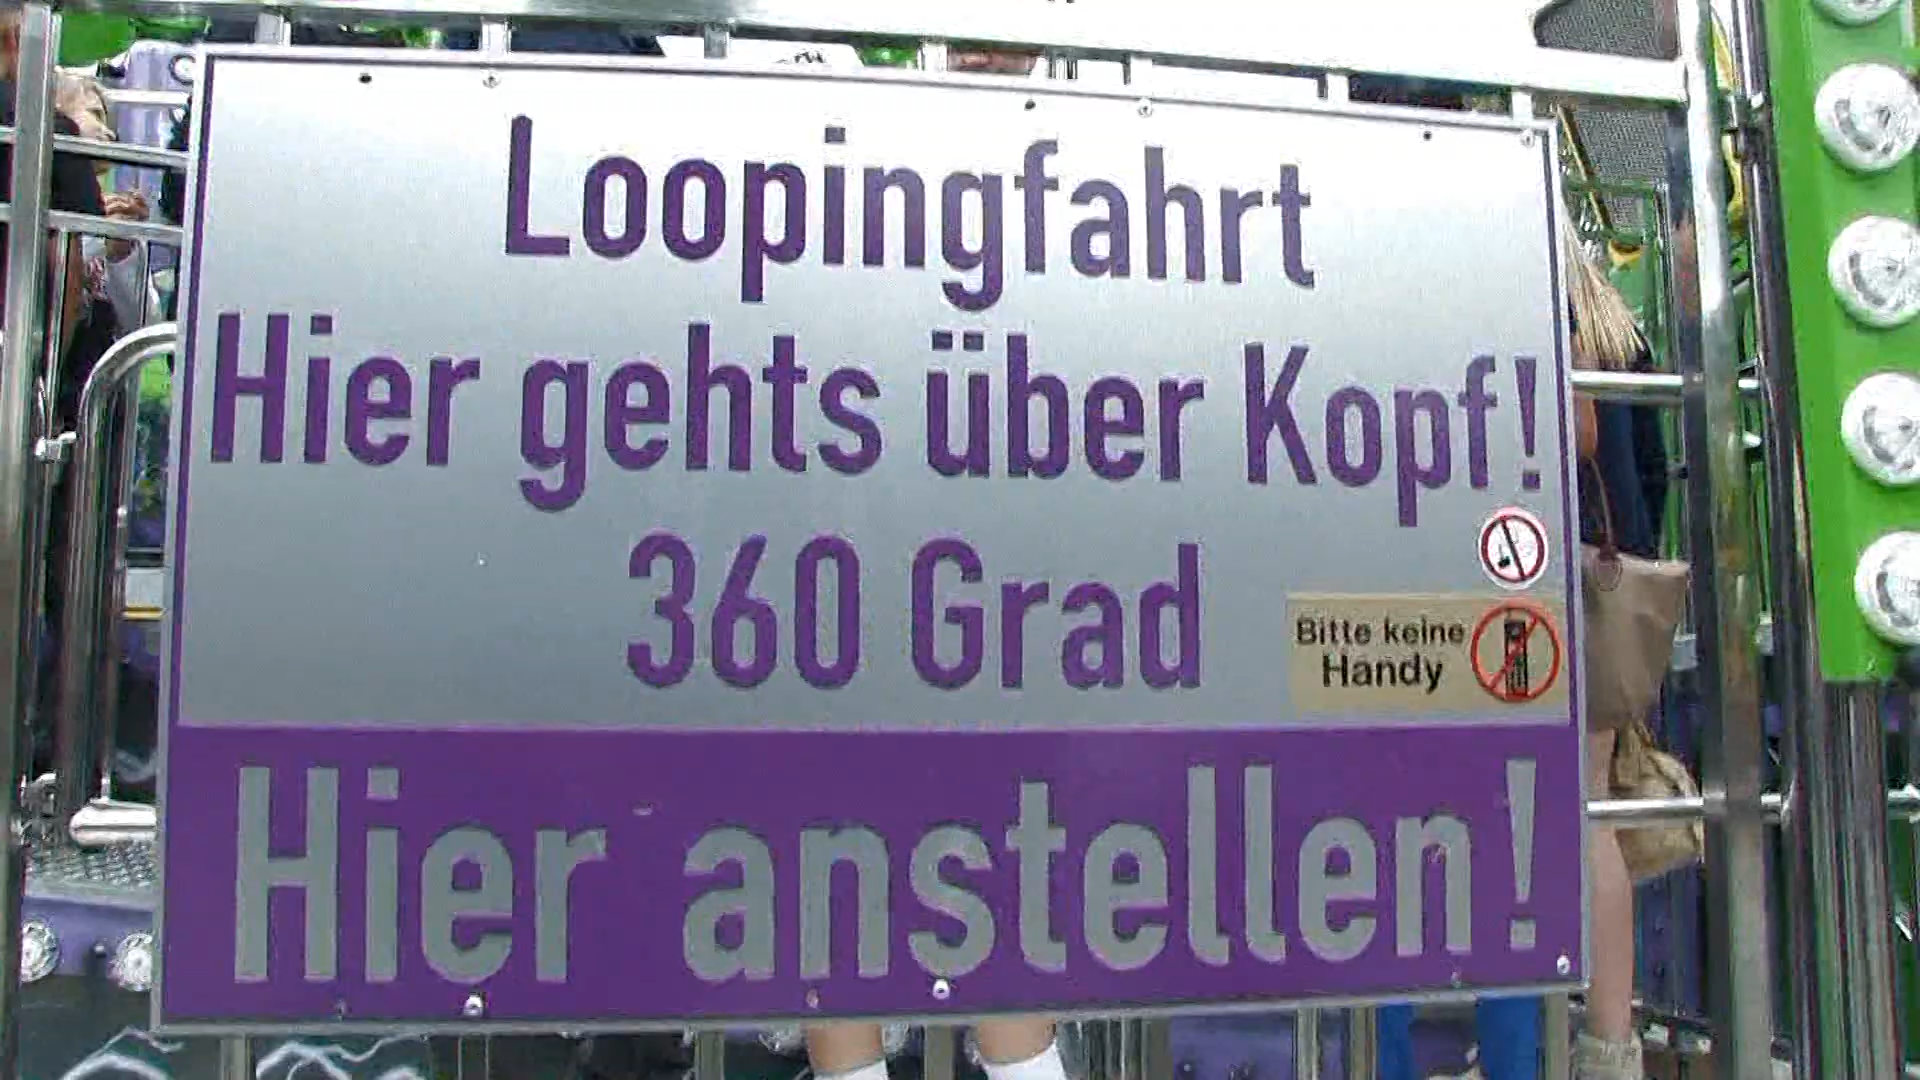 Loopingfahrt
Hier gehts über Kopf!
360 Grad
Bitte keine
Handy
Hier anstellen!